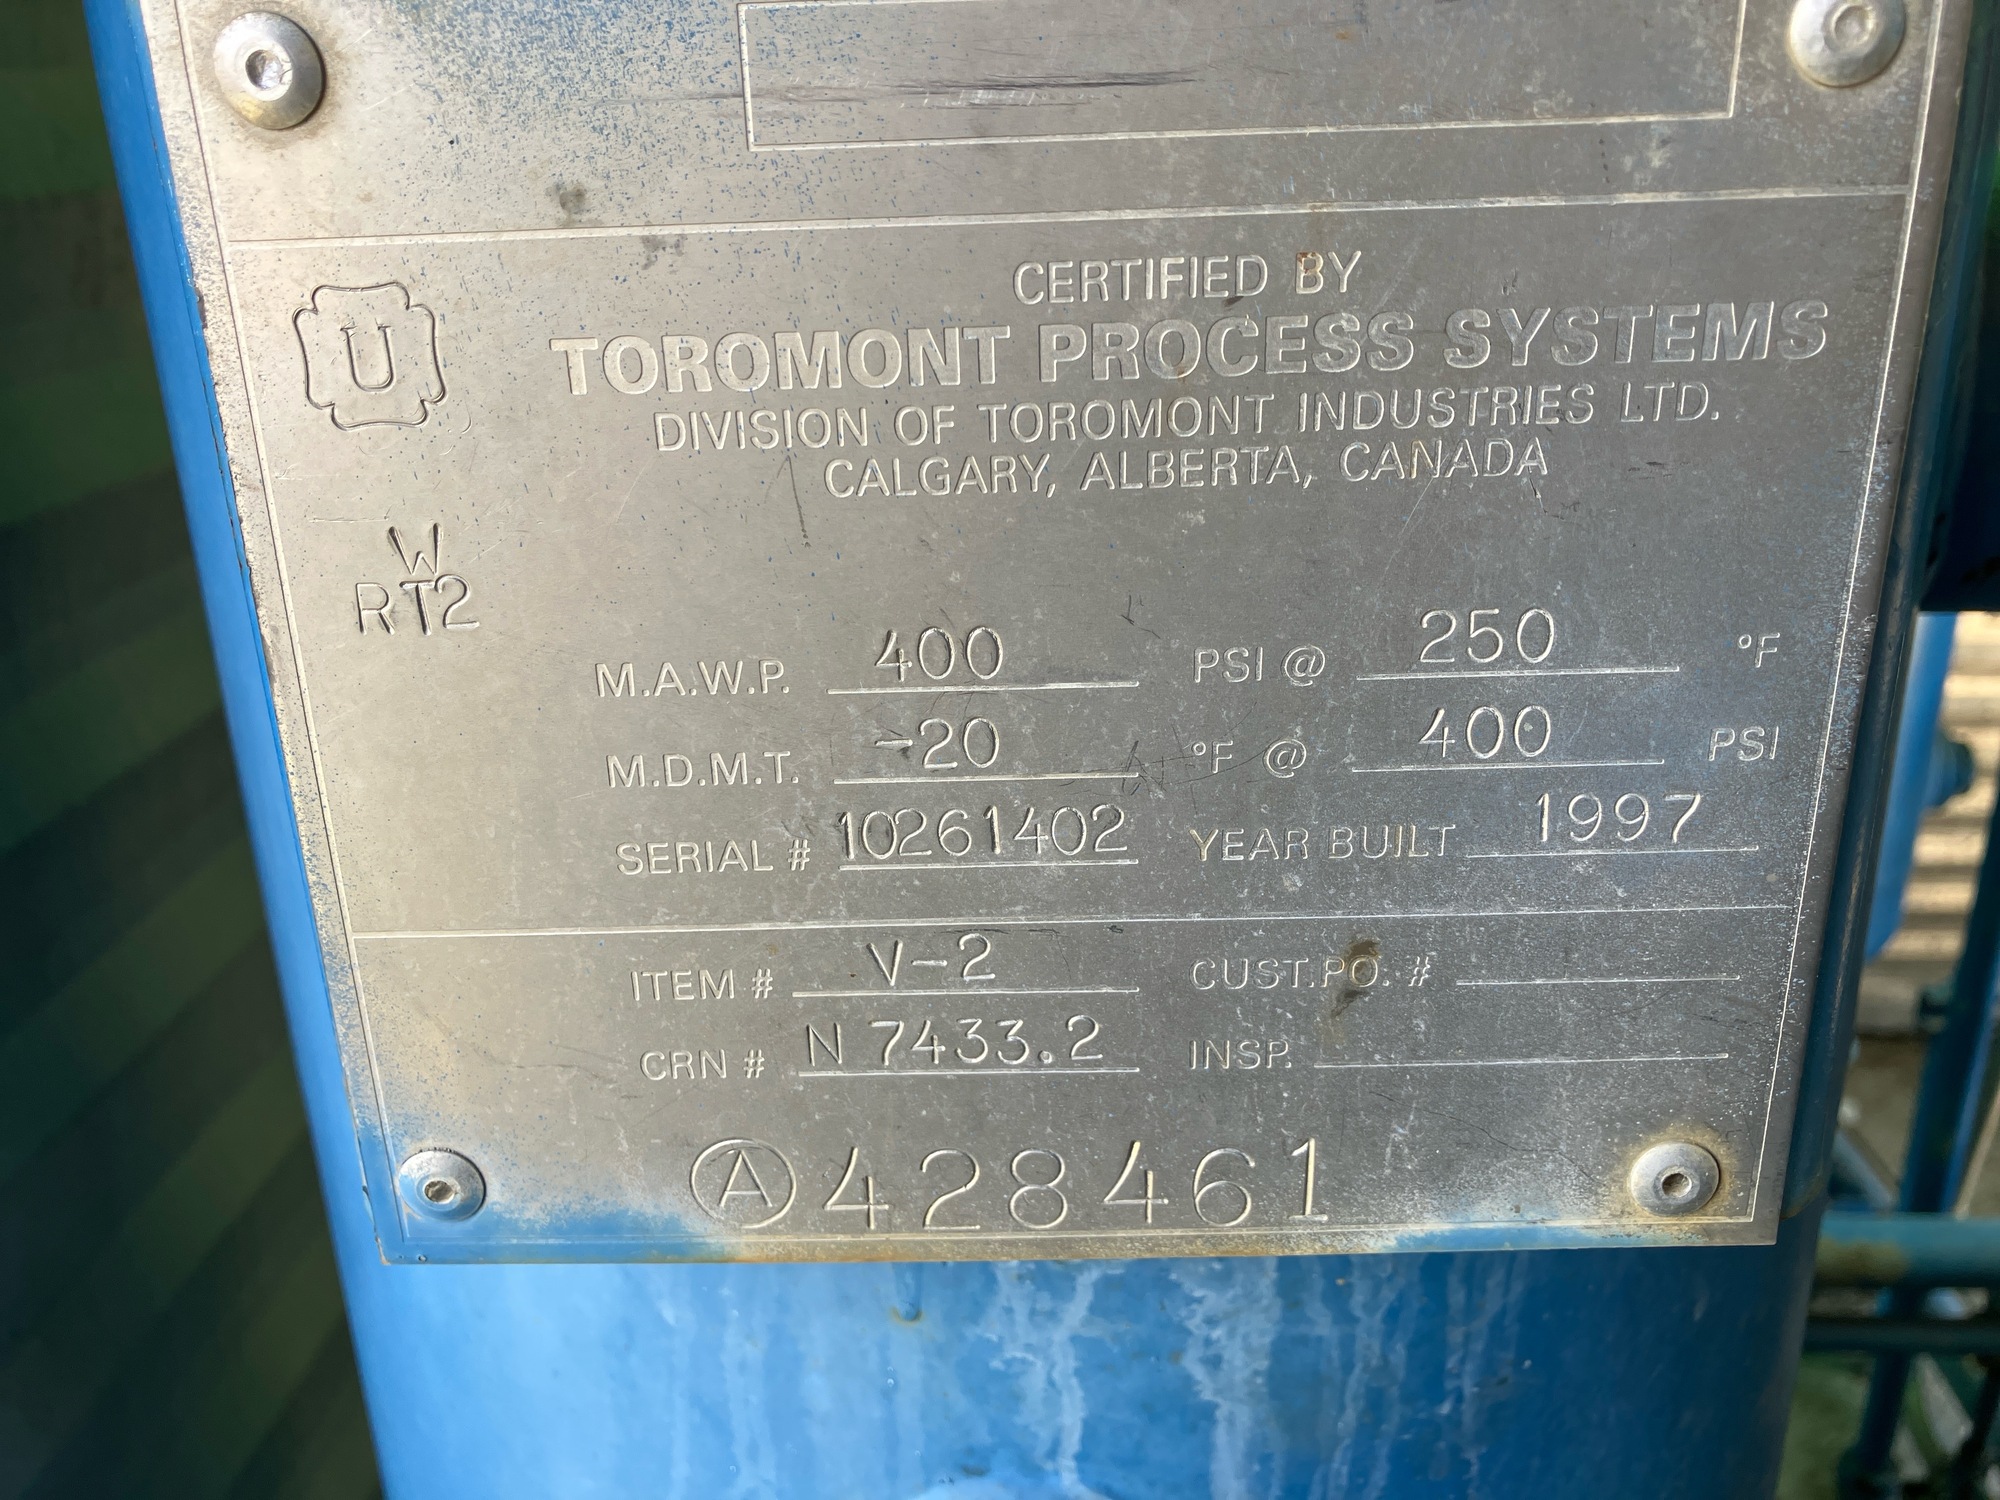 CERTIFIED BY
U
TOROMONT PROCESS SYSTEMS
DIVISION OF TOROMONT INDUSTRIES LTD.
CALGARY, ALBERTA, CANADA
W
RT2
M.A.W.P. 400 PSI @ 250 °F
M.D.M.T. -20 °F @ 400 PSI
SERIAL # 10261402 YEAR BUILT 1997
ITEM # V-2 CUST.P.O. #
CRN # N 7433.2 INSP.
A 428461